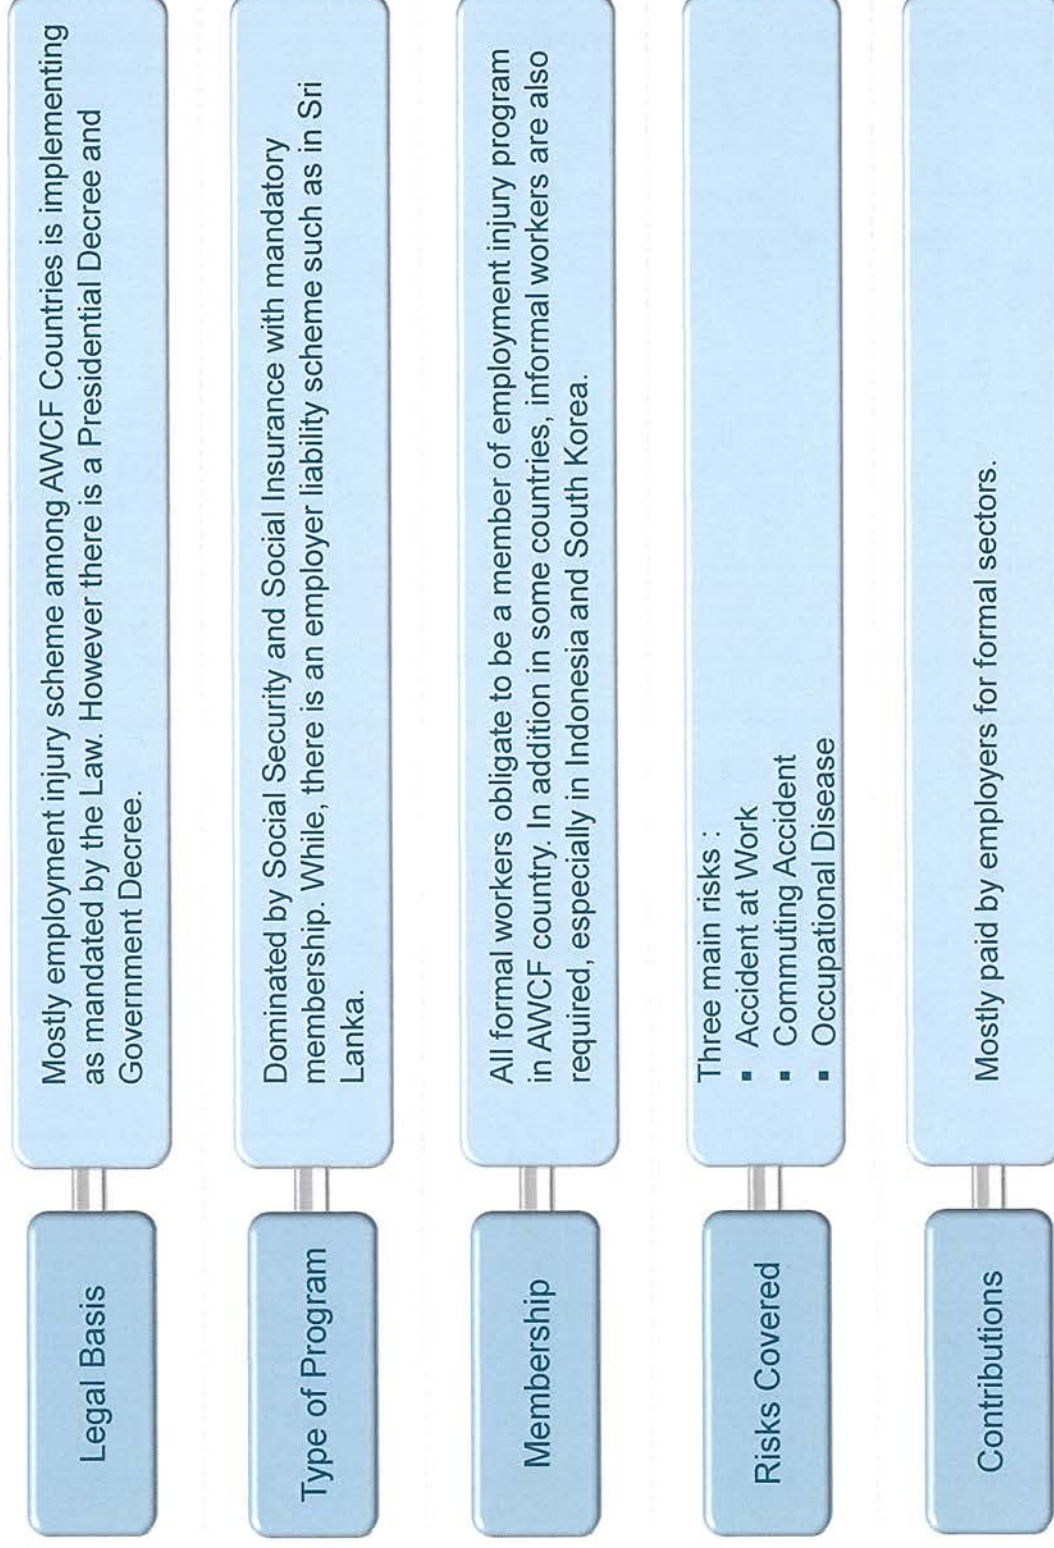 Legal Basis
Mostly employment injury scheme among AWCF Countries is implementing
as mandated by the Law. However there is a Presidential Decree and
Government Decree.
Type of Program
Dominated by Social Security and Social Insurance with mandatory
membership. While, there is an employer liability scheme such as in Sri
Lanka.
Membership
All formal workers obligate to be a member of employment injury program
in AWCF country. In addition in some countries, informal workers are also
required, especially in Indonesia and South Korea.
Risks Covered
Three main risks :
▪ Accident at Work
▪ Commuting Accident
▪ Occupational Disease
Contributions
Mostly paid by employers for formal sectors.